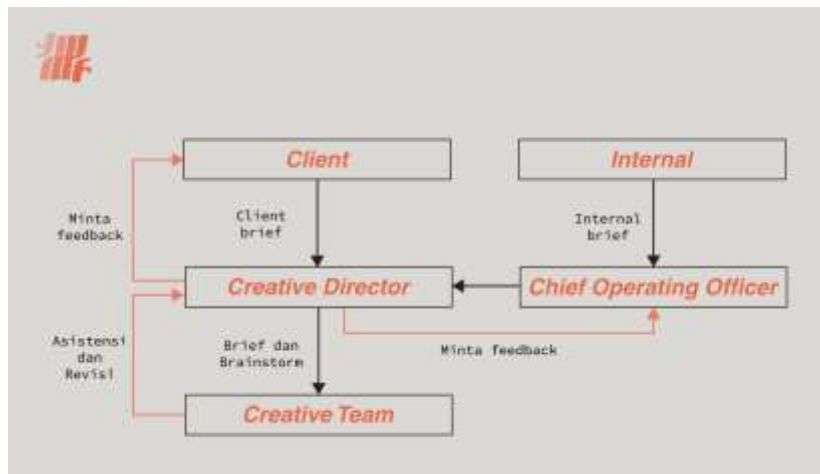 Client
Internal
Minta
feedback
Client
brief
Internal
brief
Creative Director
Chief Operating Officer
Asistensi
dan
Revisi
Brief dan
Brainstorm
Minta feedback
Creative Team